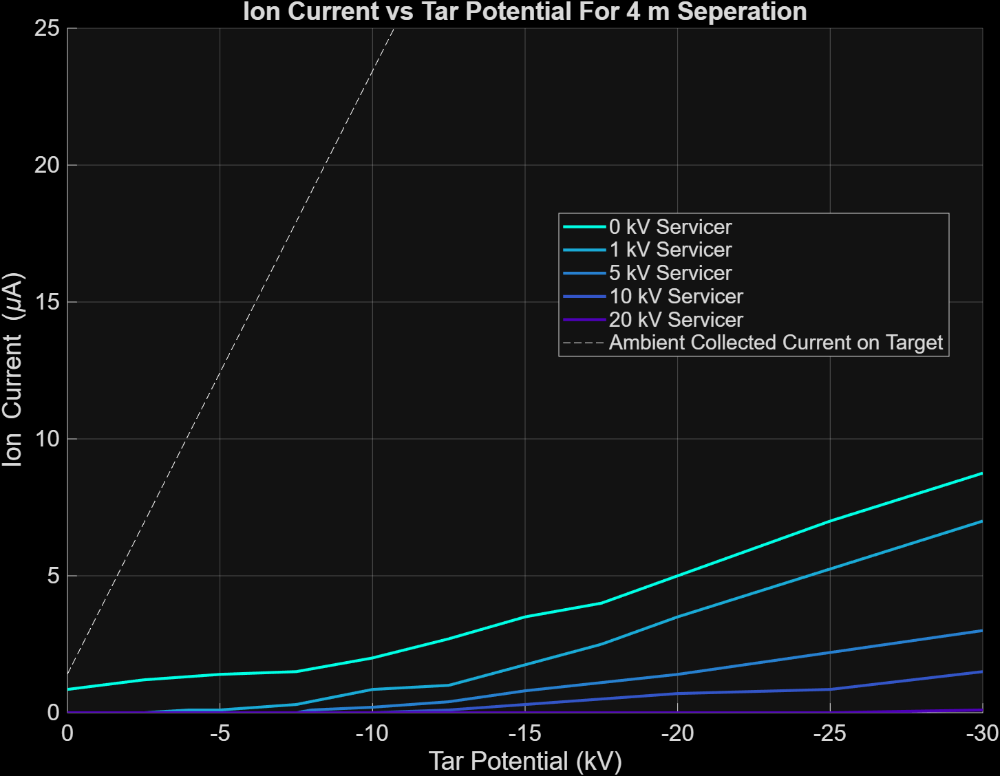 Ion Current vs Tar Potential For 4 m Seperation
25
20
15
10
5
0
Ion Current (μA)
0 kV Servicer
1 kV Servicer
5 kV Servicer
10 kV Servicer
20 kV Servicer
Ambient Collected Current on Target
0 -5 -10 -15 -20 -25 -30
Tar Potential (kV)